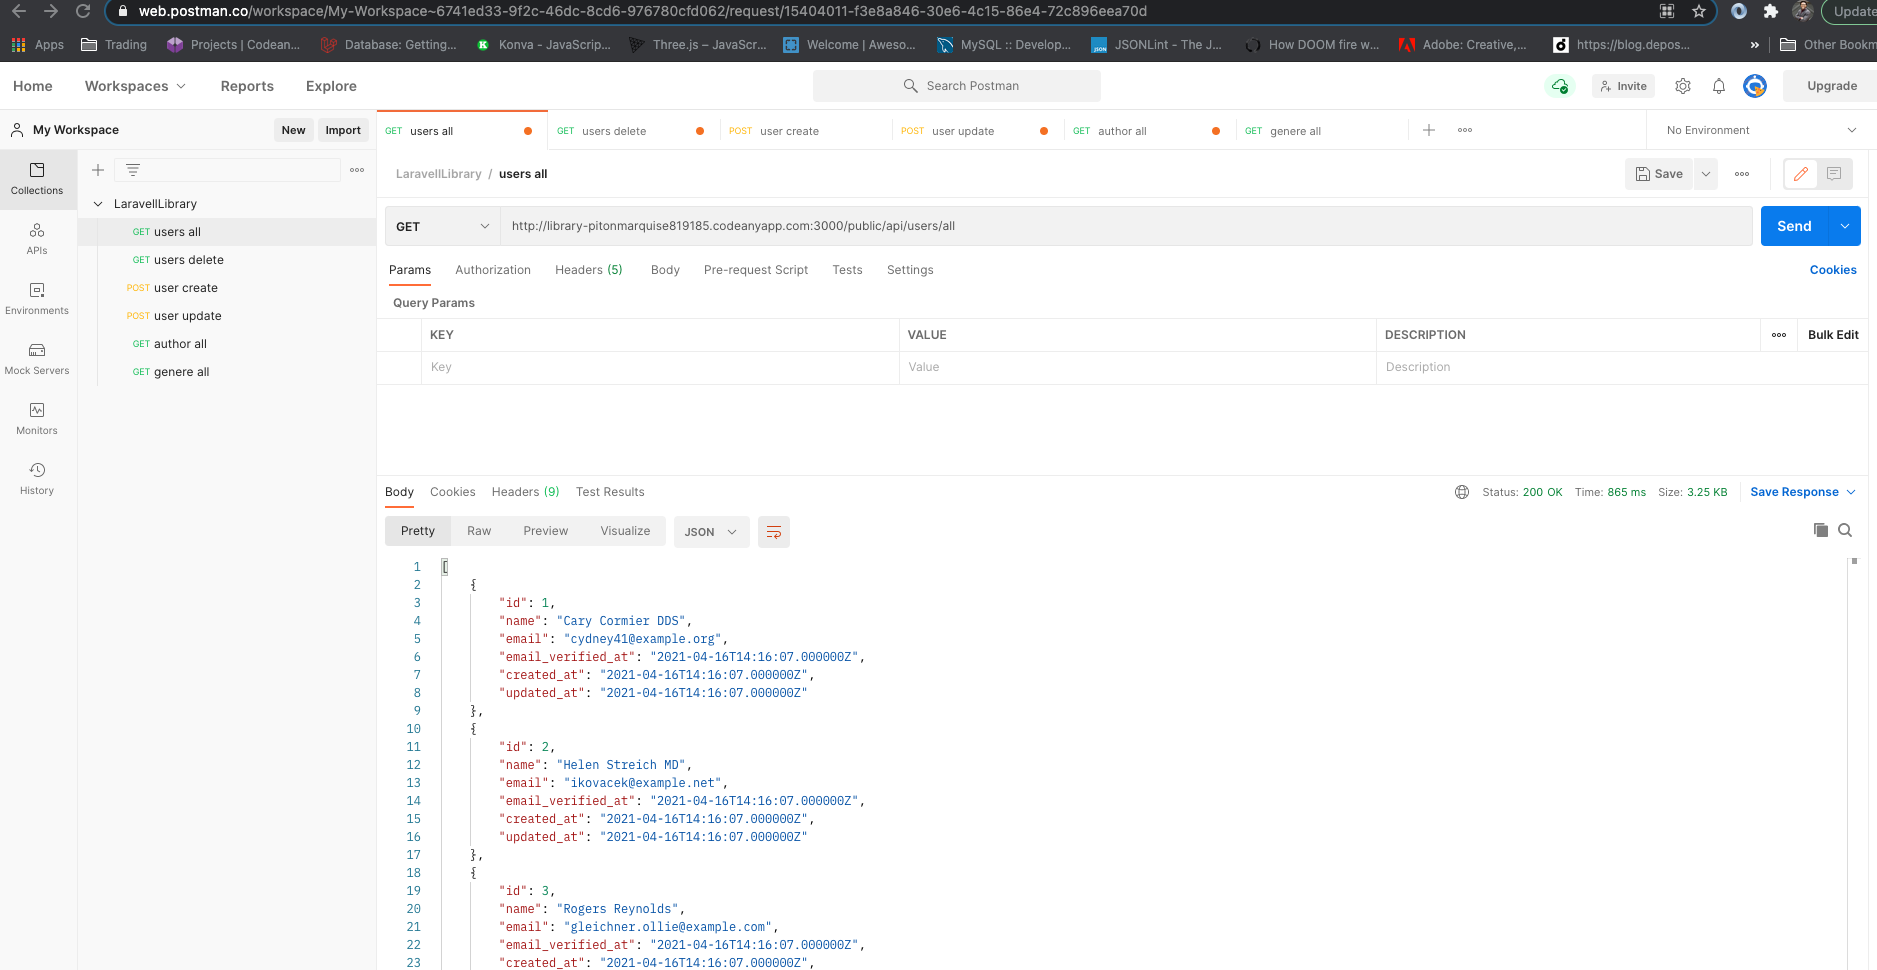 web.postman.co/workspace/My-Workspace~6741ed33-9f2c-46dc-8cd6-976780cfd062/request/15404011-f3e8a846-30e6-4c15-86e4-72c896eea70d
Update
Apps Trading Projects | Codean... Database: Getting... Konva - JavaScrip... Three.js – JavaScr... Welcome | Aweso... MySQL :: Develop... JSONLint - The J... How DOOM fire w... Adobe: Creative,... https://blog.depos... » Other Bookm
Home Workspaces Reports Explore Search Postman Invite Upgrade
My Workspace New Import
GET users all GET users delete POST user create POST user update GET author all GET genere all No Environment
Collections
APIs
Environments
Mock Servers
Monitors
History
LaravellLibrary
GET users all
GET users delete
POST user create
POST user update
GET author all
GET genere all
LaravellLibrary / users all Save
GET http://library-pitonmarquise819185.codeanyapp.com:3000/public/api/users/all Send
Params Authorization Headers (5) Body Pre-request Script Tests Settings Cookies
Query Params
KEY VALUE DESCRIPTION Bulk Edit
Key Value Description
Body Cookies Headers (9) Test Results Status: 200 OK Time: 865 ms Size: 3.25 KB Save Response
Pretty Raw Preview Visualize JSON
1 [
2 {
3 "id": 1,
4 "name": "Cary Cormier DDS",
5 "email": "cydney41@example.org",
6 "email_verified_at": "2021-04-16T14:16:07.000000Z",
7 "created_at": "2021-04-16T14:16:07.000000Z",
8 "updated_at": "2021-04-16T14:16:07.000000Z"
9 },
10 {
11 "id": 2,
12 "name": "Helen Streich MD",
13 "email": "ikovacek@example.net",
14 "email_verified_at": "2021-04-16T14:16:07.000000Z",
15 "created_at": "2021-04-16T14:16:07.000000Z",
16 "updated_at": "2021-04-16T14:16:07.000000Z"
17 },
18 {
19 "id": 3,
20 "name": "Rogers Reynolds",
21 "email": "gleichner.ollie@example.com",
22 "email_verified_at": "2021-04-16T14:16:07.000000Z",
23 "created_at": "2021-04-16T14:16:07.000000Z",